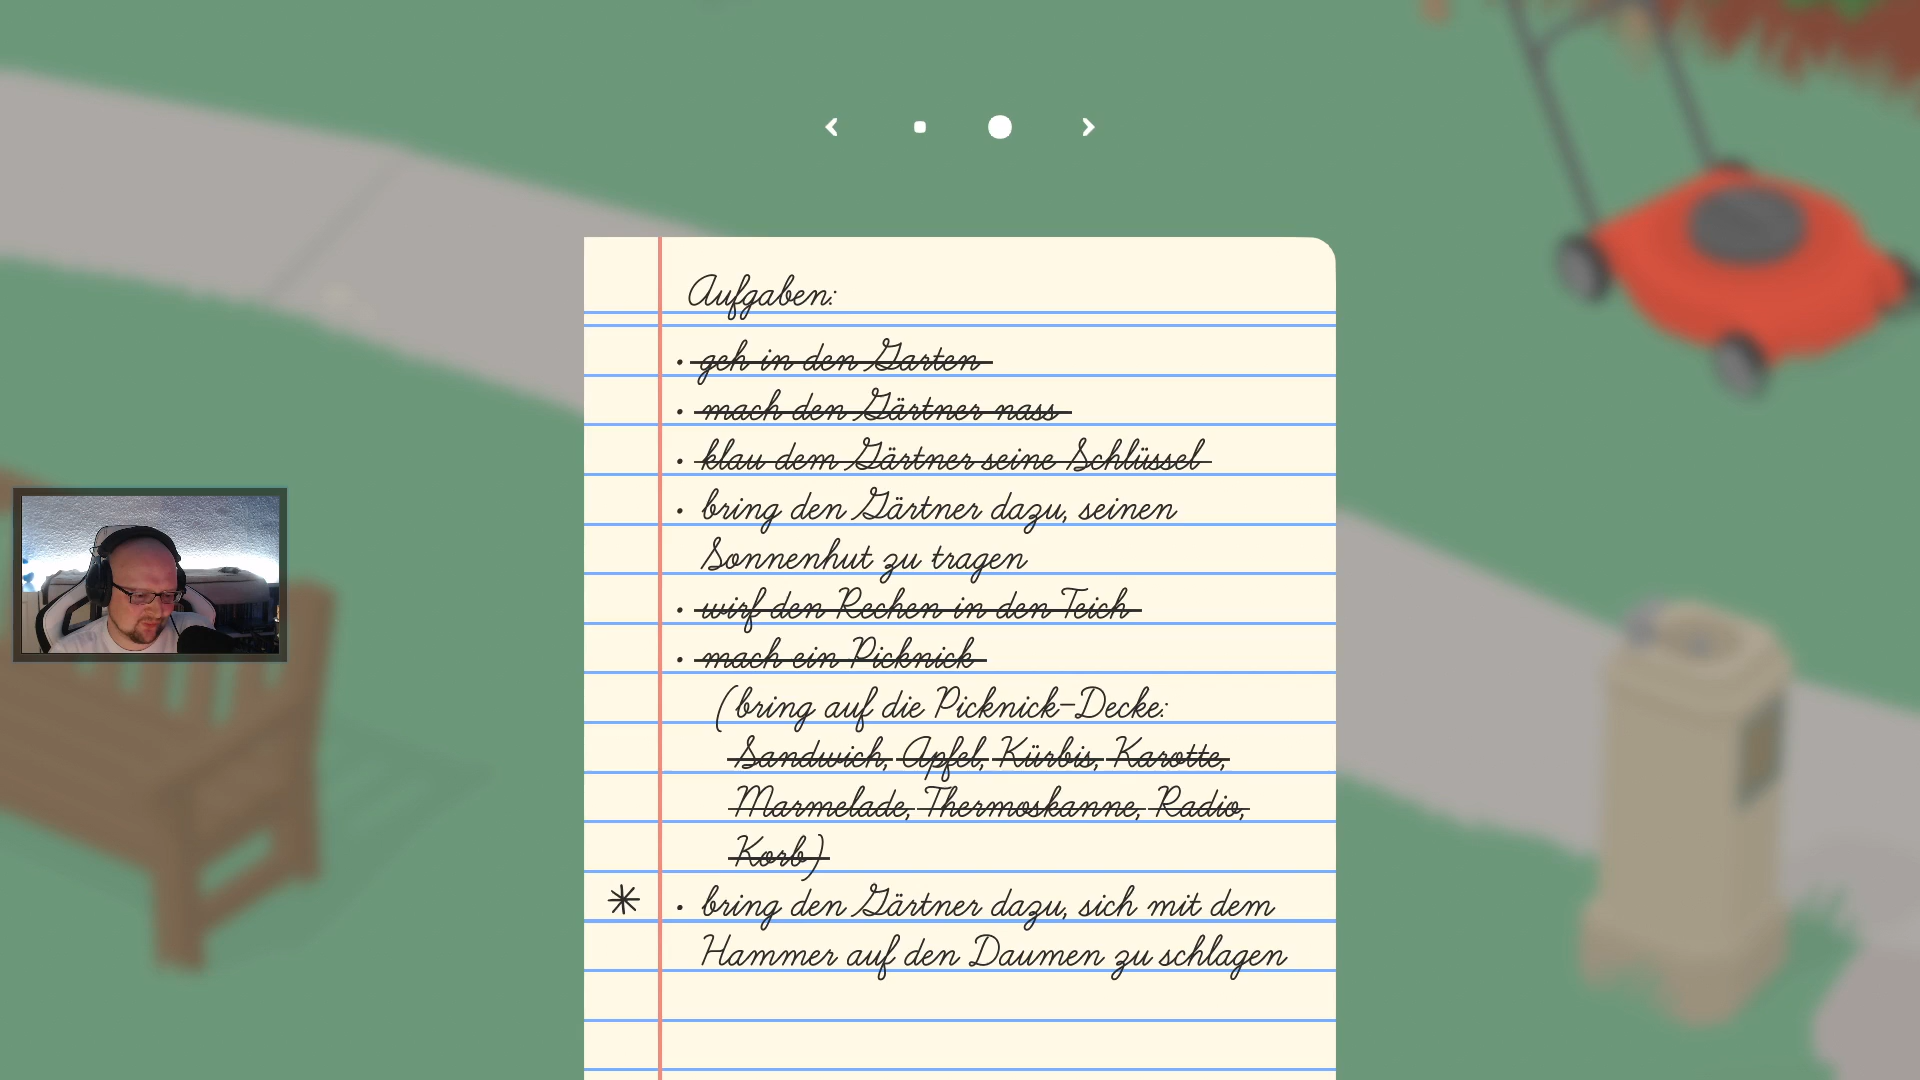 Aufgaben:
• geh in den Garten
• mach den Gärtner nass
• klau dem Gärtner seine Schlüssel
• bring den Gärtner dazu, seinen
Sonnenhut zu tragen
• wirf den Rechen in den Teich
• mach ein Picknick
(bring auf die Picknick-Decke:
Sandwich, Apfel, Kürbis, Karotte,
Marmelade, Thermoskanne, Radio,
Korb)
• bring den Gärtner dazu, sich mit dem
Hammer auf den Daumen zu schlagen